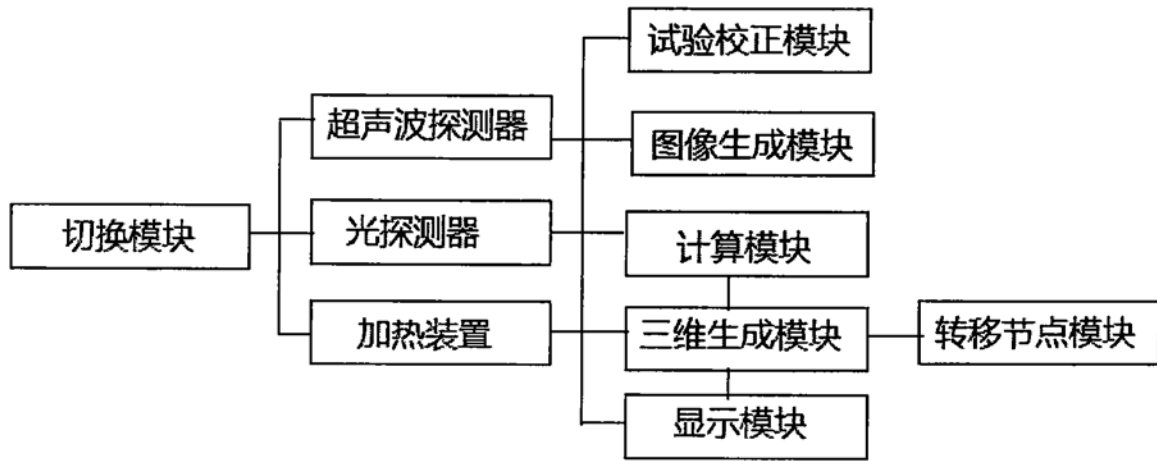 试验校正模块
超声波探测器
图像生成模块
切换模块
光探测器
计算模块
加热装置
三维生成模块
转移节点模块
显示模块